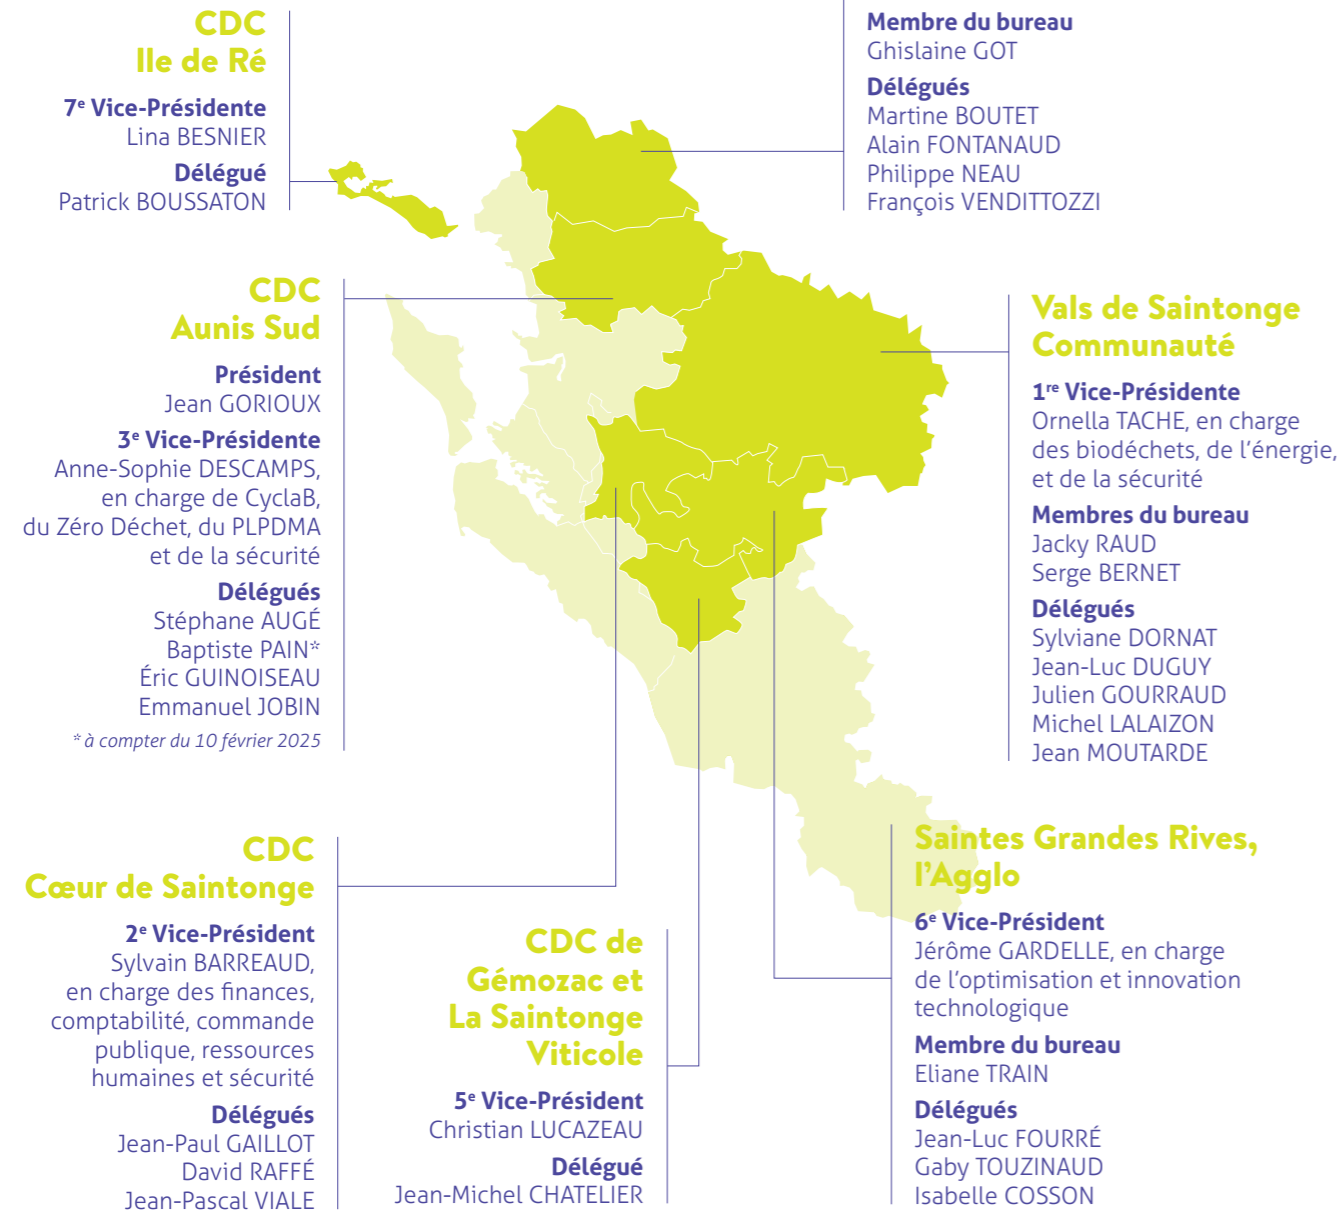 CDC
Ile de Ré
7e Vice-Présidente
Lina BESNIER
Délégué
Patrick BOUSSATON
Membre du bureau
Ghislaine GOT
Délégués
Martine BOUTET
Alain FONTANAUD
Philippe NEAU
François VENDITTOZZI
CDC
Aunis Sud
Président
Jean GORIOUX
3e Vice-Présidente
Anne-Sophie DESCAMPS,
en charge de CyclaB,
du Zéro Déchet, du PLPDMA
et de la sécurité
Délégués
Stéphane AUGÉ
Baptiste PAIN*
Éric GUINOISEAU
Emmanuel JOBIN
* à compter du 10 février 2025
Vals de Saintonge
Communauté
1re Vice-Présidente
Ornella TACHE, en charge
des biodéchets, de l’énergie,
et de la sécurité
Membres du bureau
Jacky RAUD
Serge BERNET
Délégués
Sylviane DORNAT
Jean-Luc DUGUY
Julien GOURRAUD
Michel LALAIZON
Jean MOUTARDE
CDC
Cœur de Saintonge
2e Vice-Président
Sylvain BARREAUD,
en charge des finances,
comptabilité, commande
publique, ressources
humaines et sécurité
Délégués
Jean-Paul GAILLOT
David RAFFÉ
Jean-Pascal VIALE
CDC de
Gémozac et
La Saintonge
Viticole
5e Vice-Président
Christian LUCAZEAU
Délégué
Jean-Michel CHATELIER
Saintes Grandes Rives,
l’Agglo
6e Vice-Président
Jérôme GARDELLE, en charge
de l’optimisation et innovation
technologique
Membre du bureau
Eliane TRAIN
Délégués
Jean-Luc FOURRÉ
Gaby TOUZINAUD
Isabelle COSSON